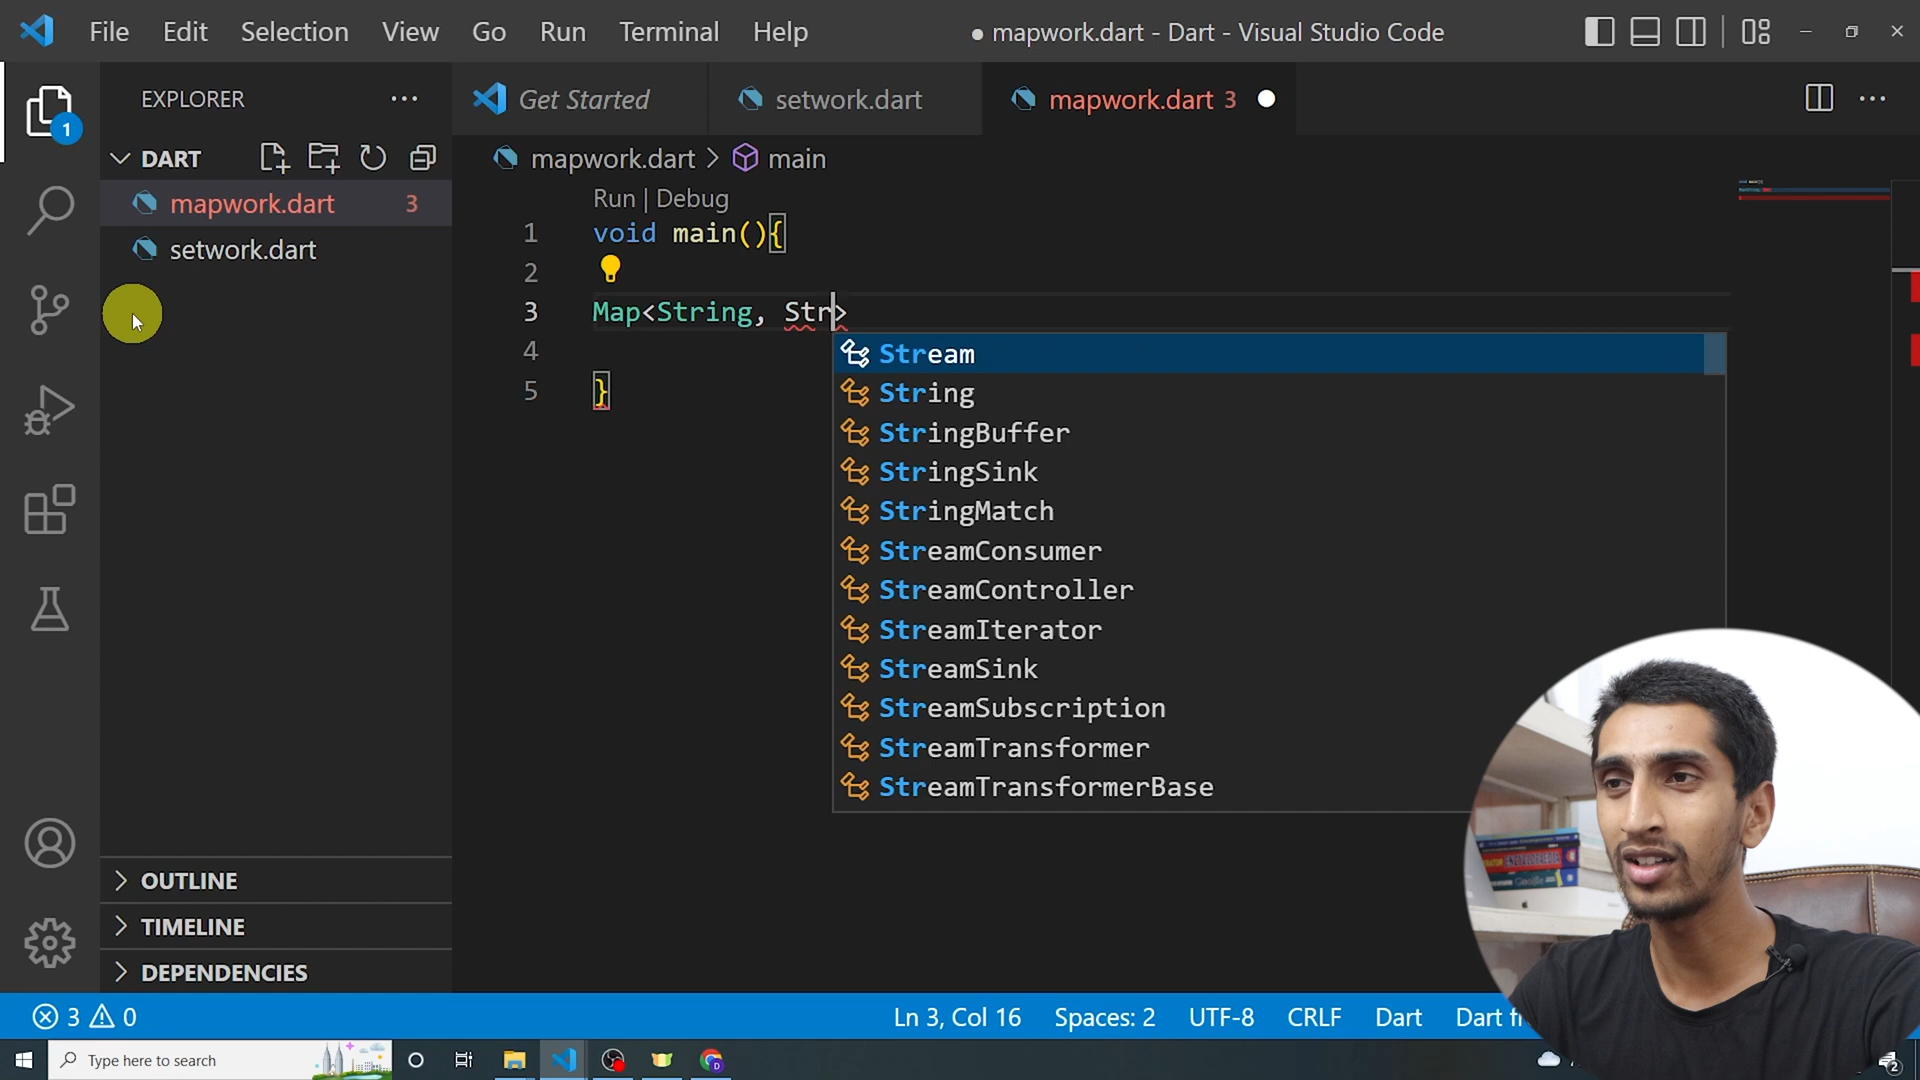 File Edit Selection View Go Run Terminal Help
● mapwork.dart - Dart - Visual Studio Code
EXPLORER
Get Started
setwork.dart
mapwork.dart 3
1
DART
mapwork.dart > main
mapwork.dart 3
setwork.dart
Run | Debug
1 void main(){
2
3 Map<String, Str>
4
5 }
Stream
String
StringBuffer
StringSink
StringMatch
StreamConsumer
StreamController
StreamIterator
StreamSink
StreamSubscription
StreamTransformer
StreamTransformerBase
OUTLINE
TIMELINE
DEPENDENCIES
3 0
Ln 3, Col 16 Spaces: 2 UTF-8 CRLF Dart Dart
Type here to search
2